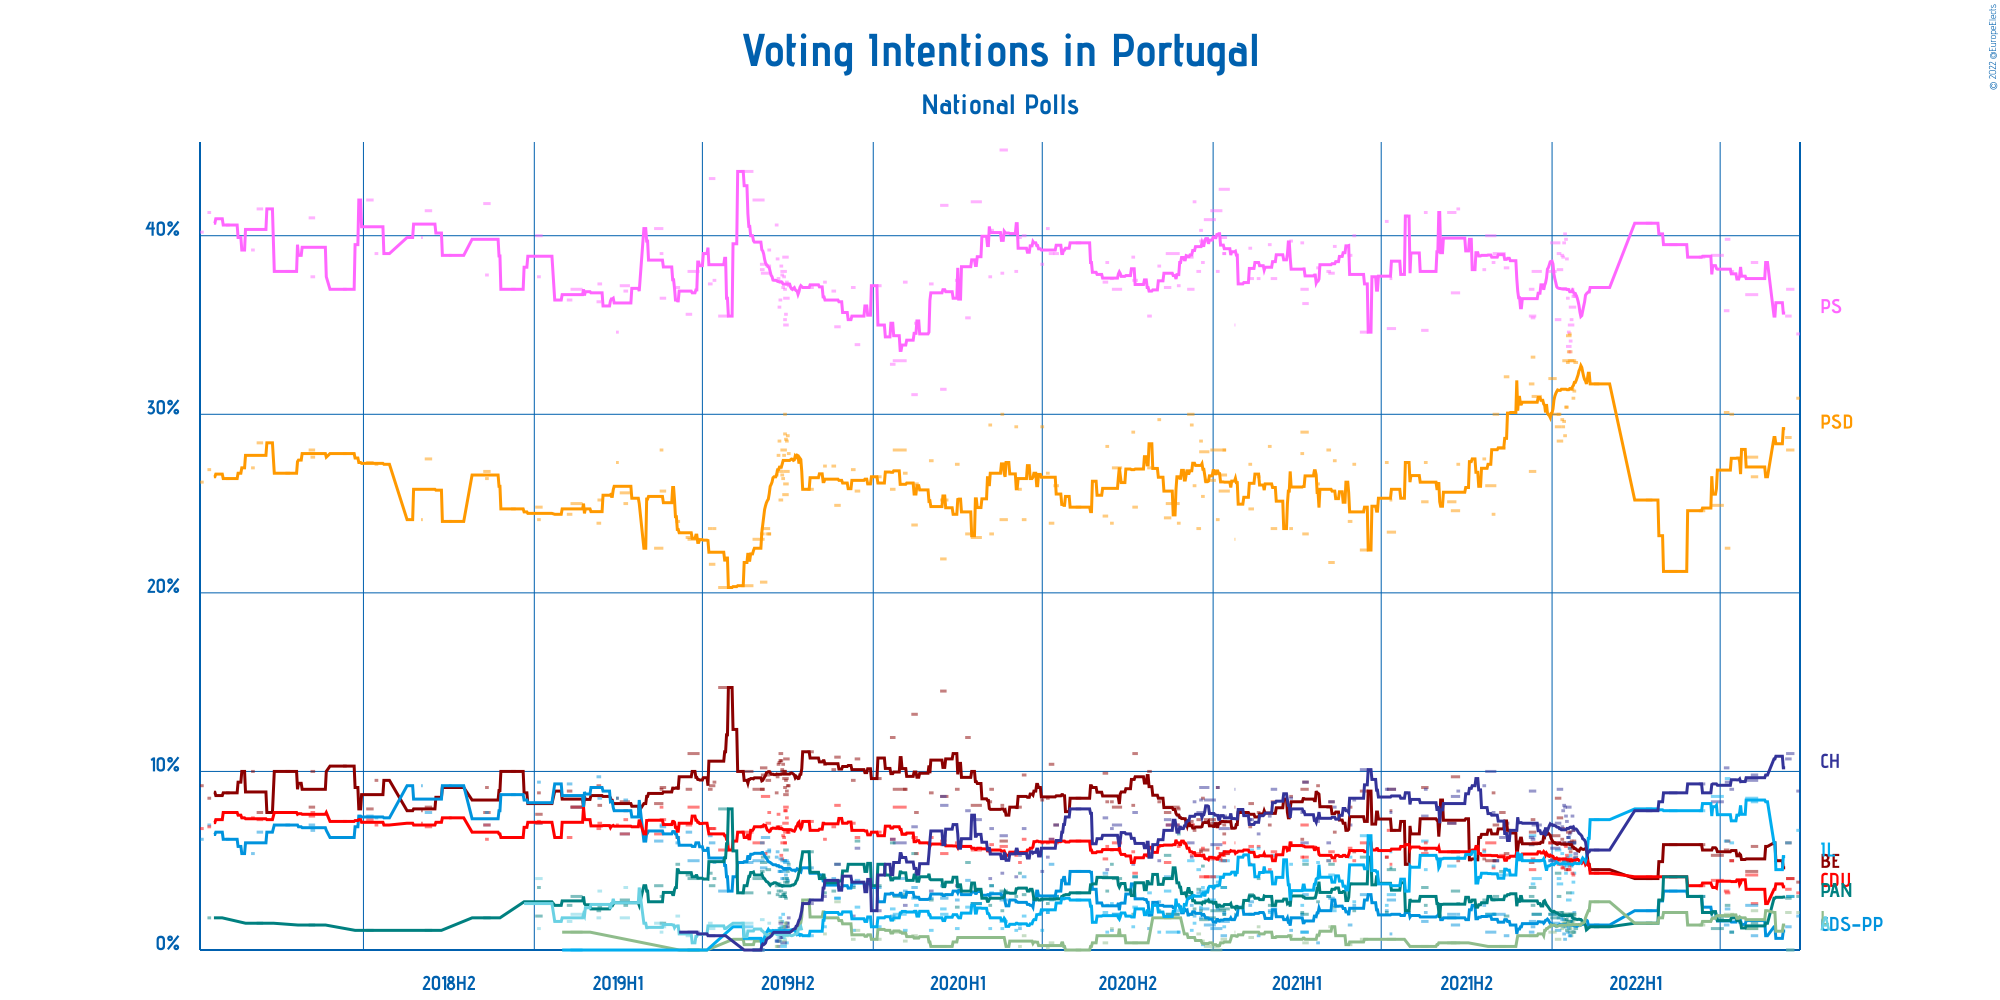 © 2022 @EuropeElects
Voting Intentions in Portugal
National Polls
40%
30%
20%
10%
0%
PS
PSD
CH
IL
BE
CDU
PAN
L
CDS-PP
2018H2
2019H1
2019H2
2020H1
2020H2
2021H1
2021H2
2022H1